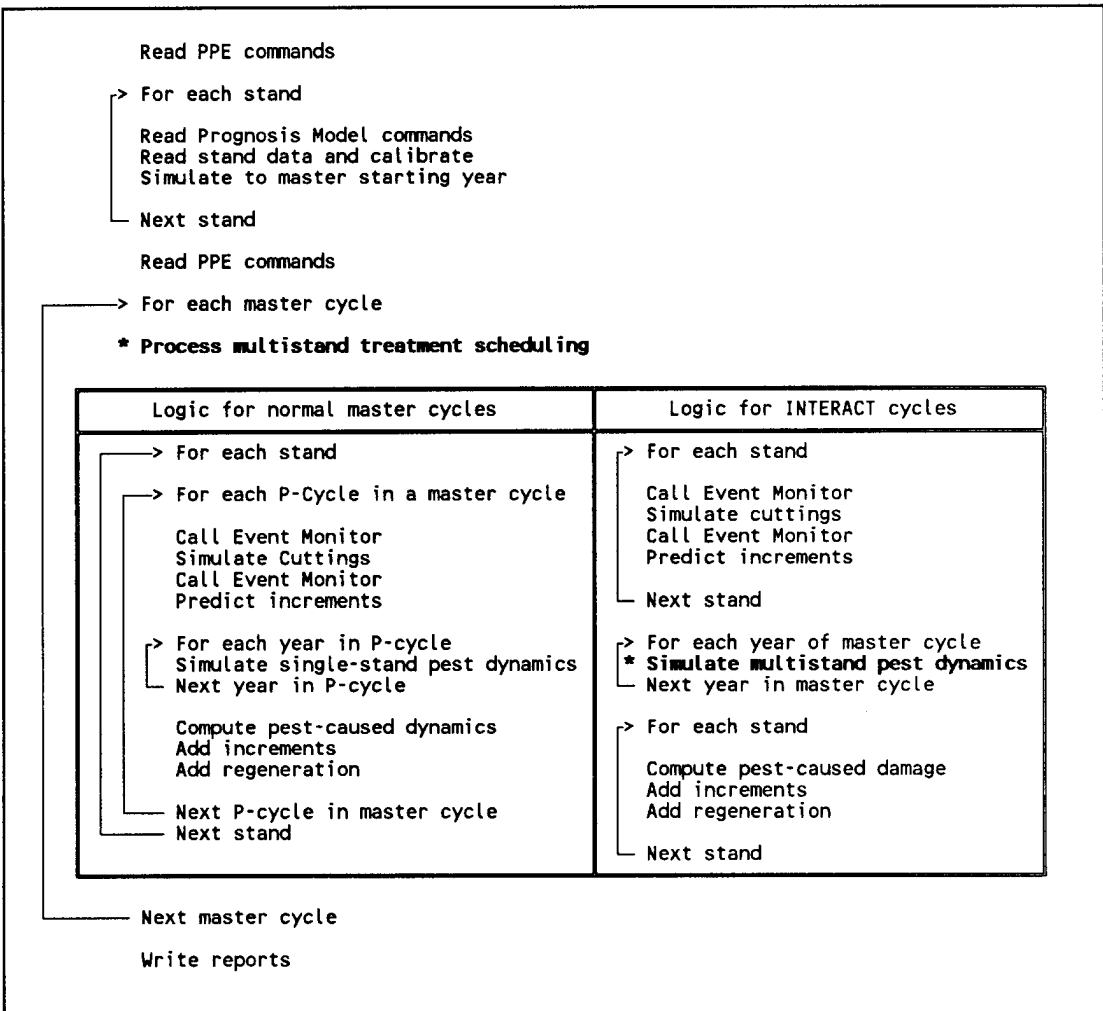 Read PPE commands
> For each stand
Read Prognosis Model commands
Read stand data and calibrate
Simulate to master starting year
Next stand
Read PPE commands
> For each master cycle
* Process multistand treatment scheduling
Logic for normal master cycles
> For each stand
> For each P-Cycle in a master cycle
Call Event Monitor
Simulate Cuttings
Call Event Monitor
Predict increments
> For each year in P-cycle
Simulate single-stand pest dynamics
Next year in P-cycle
Compute pest-caused dynamics
Add increments
Add regeneration
Next P-cycle in master cycle
Next stand
Logic for INTERACT cycles
> For each stand
Call Event Monitor
Simulate cuttings
Call Event Monitor
Predict increments
Next stand
> For each year of master cycle
* Simulate multistand pest dynamics
Next year in master cycle
> For each stand
Compute pest-caused damage
Add increments
Add regeneration
Next stand
Next master cycle
Write reports